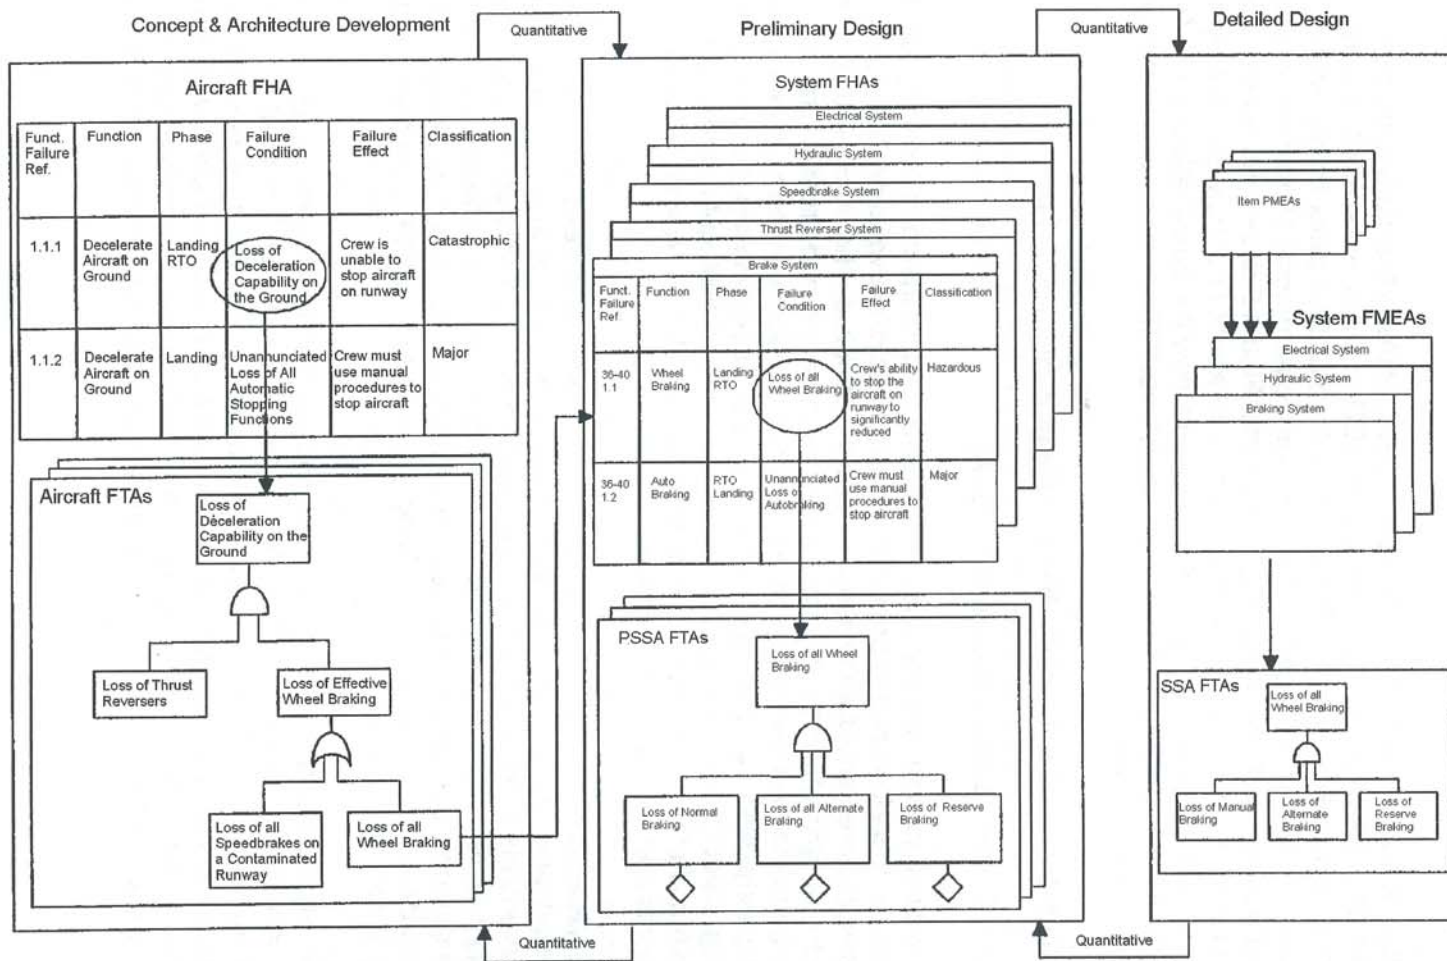 Concept & Architecture Development
Quantitative
Preliminary Design
Quantitative
Detailed Design
Aircraft FHA
Funct.
Failure
Ref.
Function
Phase
Failure
Condition
Failure
Effect
Classification
1.1.1
Decelerate
Aircraft on
Ground
Landing
RTO
Loss of
Deceleration
Capability on
the Ground
Crew is
unable to
stop aircraft
on runway
Catastrophic
1.1.2
Decelerate
Aircraft on
Ground
Landing
Unannunciated
Loss of All
Automatic
Stopping
Functions
Crew must
use manual
procedures to
stop aircraft
Major
Aircraft FTAs
Loss of
Deceleration
Capability on the
Ground
Loss of Thrust
Reversers
Loss of Effective
Wheel Braking
Loss of all
Speedbrakes on
a Contaminated
Runway
Loss of all
Wheel Braking
System FHAs
Electrical System
Hydraulic System
Speedbrake System
Thrust Reverser System
Brake System
Funct.
Failure
Ref.
Function
Phase
Failure
Condition
Failure
Effect
Classification
36-40
1.1
Wheel
Braking
Landing
RTO
Loss of all
Wheel Braking
Crew's ability
to stop the
aircraft on
runway to
significantly
reduced
Hazardous
36-40
1.2
Auto
Braking
RTO
Landing
Unannunciated
Loss of
Autobraking
Crew must
use manual
procedures to
stop aircraft
Major
PSSA FTAs
Loss of all Wheel
Braking
Loss of Normal
Braking
Loss of all Alternate
Braking
Loss of Reserve
Braking
Item PMEAs
System FMEAs
Electrical System
Hydraulic System
Braking System
SSA FTAs
Loss of all
Wheel Braking
Loss of Manual
Braking
Loss of
Alternate
Braking
Loss of
Reserve
Braking
Quantitative
Quantitative